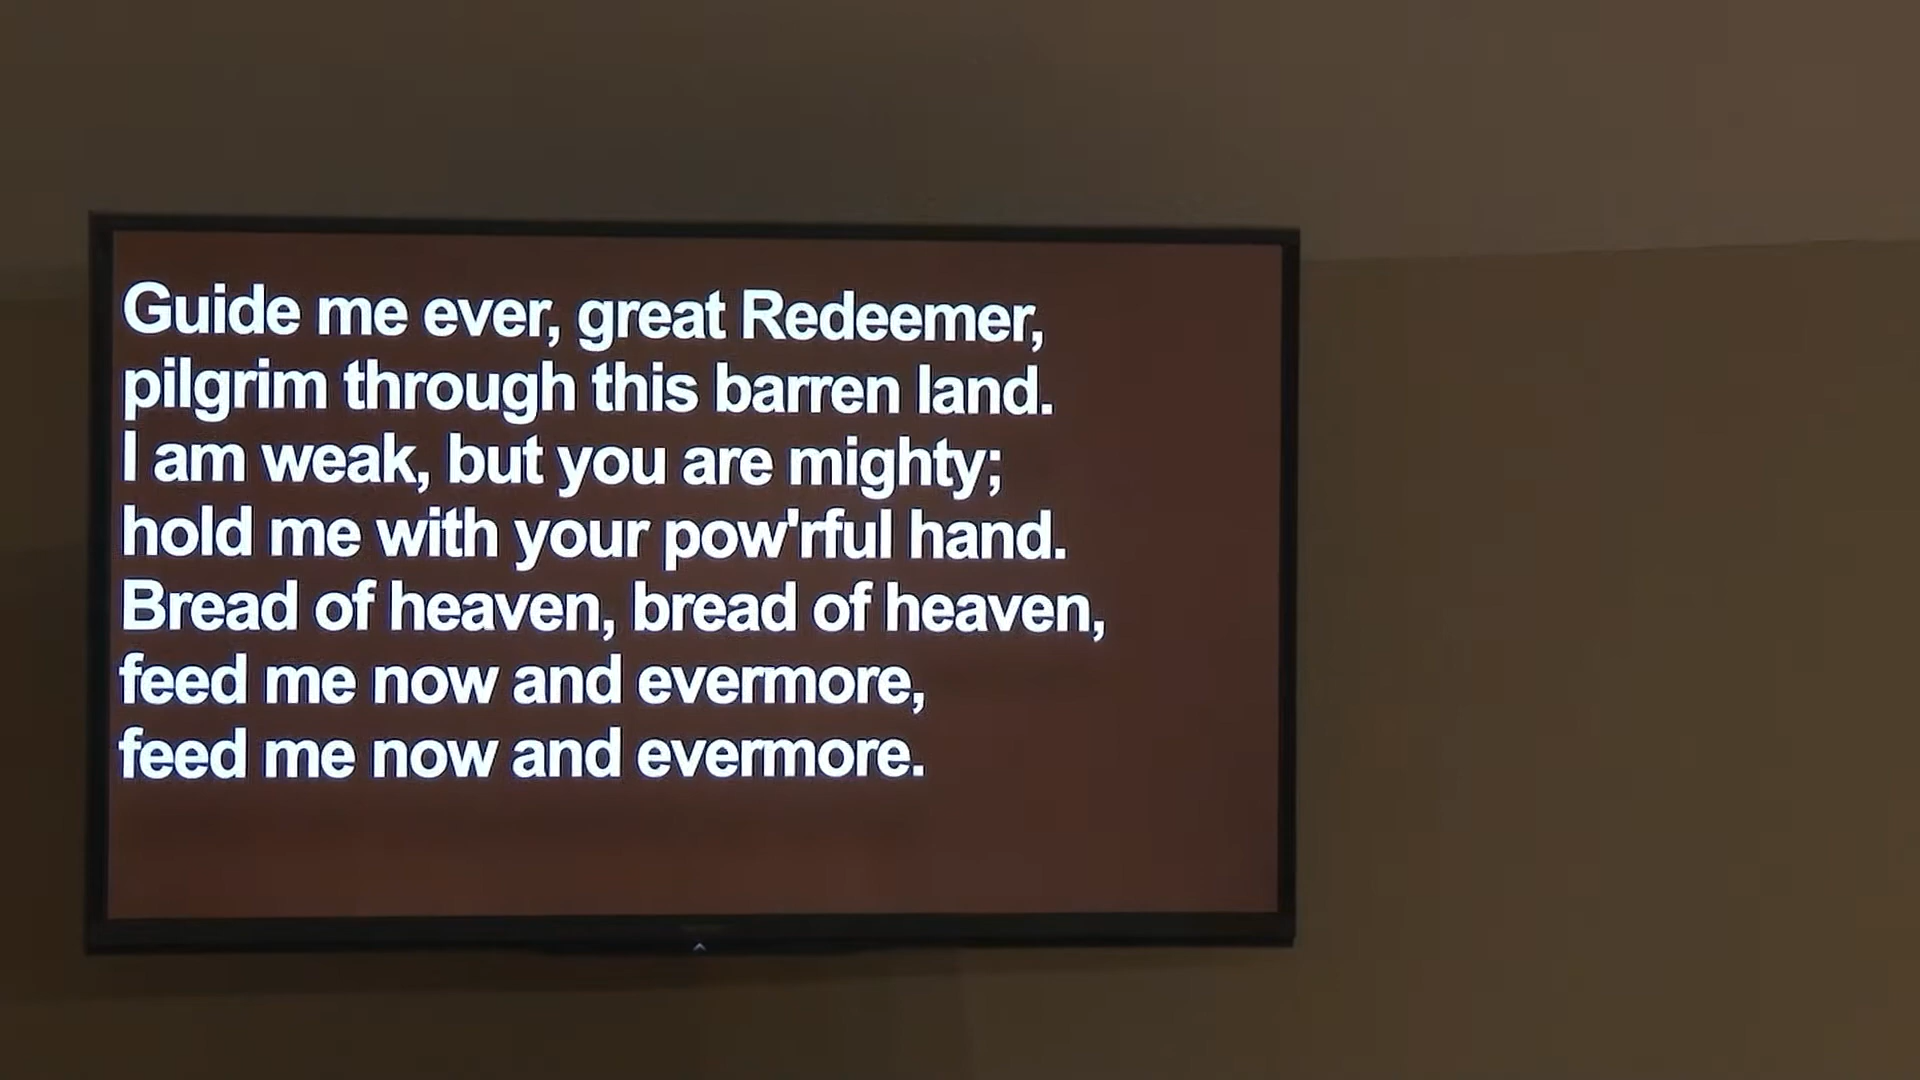 Guide me ever, great Redeemer,
pilgrim through this barren land.
I am weak, but you are mighty;
hold me with your pow'rful hand.
Bread of heaven, bread of heaven,
feed me now and evermore,
feed me now and evermore.